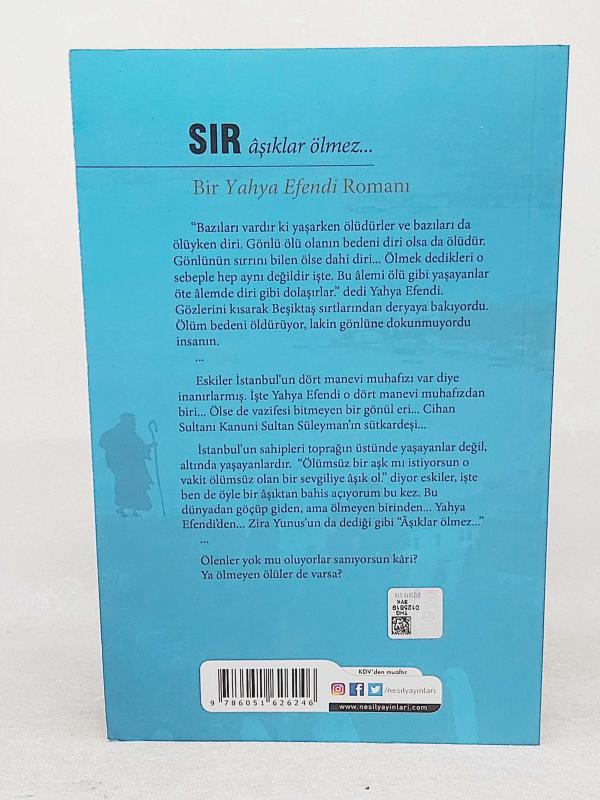 SIR âşıklar ölmez...
Bir Yahya Efendi Romanı
“Bazıları vardır ki yaşarken ölüdürler ve bazıları da
ölüyken diri. Gönlü ölü olanın bedeni diri olsa da ölüdür.
Gönlünün sırrını bilen ölse dahi diri... Ölmek dedikleri o
sebeple hep aynı değildir işte. Bu âlemi ölü gibi yaşayanlar
öte âlemde diri gibi dolaşırlar.” dedi Yahya Efendi.
Gözlerini kısarak Beşiktaş sırtlarından deryaya bakıyordu.
Ölüm bedeni öldürüyor, lakin gönlüne dokunmuyordu
insanın.
...
Eskiler İstanbul'un dört manevi muhafızı var diye
inanırlarmış. İşte Yahya Efendi o dört manevi muhafızdan
biri... Ölse de vazifesi bitmeyen bir gönül eri... Cihan
Sultanı Kanuni Sultan Süleyman'ın sütkardeşi...
İstanbul'un sahipleri toprağın üstünde yaşayanlar değil,
altında yaşayanlardır. “Ölümsüz bir aşk mı istiyorsun o
vakit ölümsüz olan bir sevgiliye âşık ol.” diyor eskiler, işte
ben de öyle bir âşıktan bahis açıyorum bu kez. Bu
dünyadan göçüp giden, ama ölmeyen birinden... Yahya
Efendi'den... Zira Yunus'un da dediği gibi “Âşıklar ölmez...”
...
Ölenler yok mu oluyorlar sanıyorsun kâri?
Ya ölmeyen ölüler de varsa?
THG
SYK
0125819
KDV'den muaftır.
/nesilyayinlari
www.nesilyayinlari.com
9 786051 626246